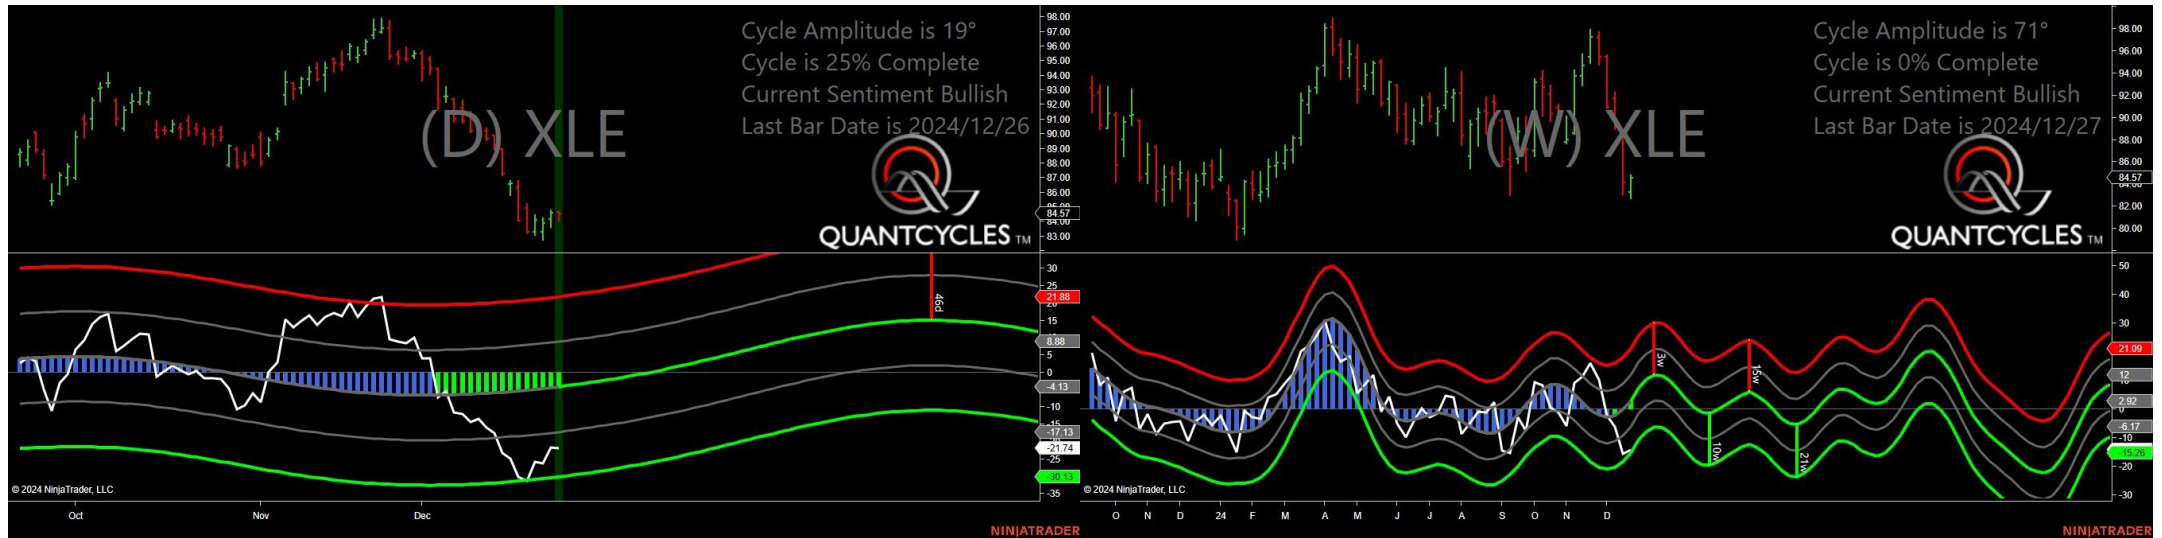 Cycle Amplitude is 19°
Cycle is 25% Complete
Current Sentiment Bullish
Last Bar Date is 2024/12/26
(D) XLE
QUANTCYCLES TM
98.00
97.00
96.00
95.00
94.00
93.00
92.00
91.00
90.00
89.00
88.00
87.00
86.00
84.57
83.00
46d
30
25
21.88
15
8.88
5
0
-4.13
-10
-17.13
-21.74
-25
-30.13
-35
© 2024 NinjaTrader, LLC
Oct
Nov
Dec
NINJATRADER
Cycle Amplitude is 71°
Cycle is 0% Complete
Current Sentiment Bullish
Last Bar Date is 2024/12/27
(W) XLE
QUANTCYCLES TM
98.00
96.00
94.00
92.00
90.00
88.00
86.00
84.57
82.00
80.00
3w
15w
10w
21w
50
40
30
21.09
12
2.92
-6.17
-10
-15.26
-20
-30
© 2024 NinjaTrader, LLC
O
N
D
24
F
M
A
M
J
J
A
S
O
N
D
NINJATRADER